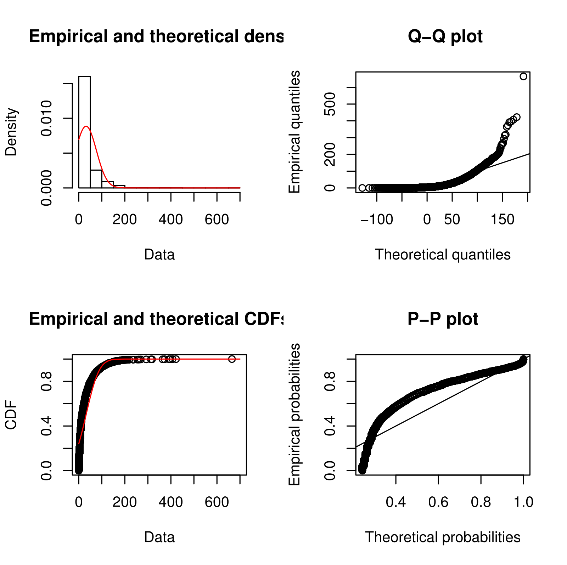 Empirical and theoretical dens
Density
0.000
0.010
0
200
400
600
Data
Q−Q plot
Empirical quantiles
0
200
500
−100
0
50
150
Theoretical quantiles
Empirical and theoretical CDFs
CDF
0.0
0.4
0.8
0
200
400
600
Data
P−P plot
Empirical probabilities
0.0
0.4
0.8
0.4
0.6
0.8
1.0
Theoretical probabilities